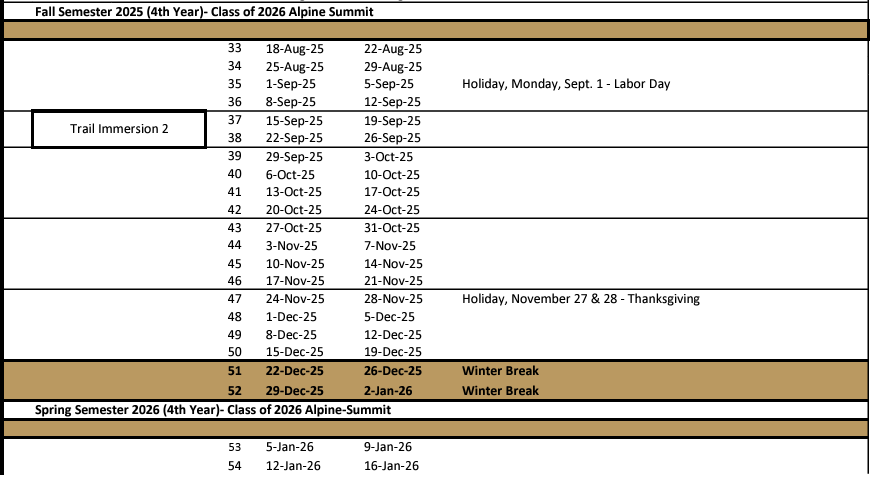 Fall Semester 2025 (4th Year)- Class of 2026 Alpine Summit
33 18-Aug-25 22-Aug-25
34 25-Aug-25 29-Aug-25
35 1-Sep-25 5-Sep-25 Holiday, Monday, Sept. 1 - Labor Day
36 8-Sep-25 12-Sep-25
Trail Immersion 2
37 15-Sep-25 19-Sep-25
38 22-Sep-25 26-Sep-25
39 29-Sep-25 3-Oct-25
40 6-Oct-25 10-Oct-25
41 13-Oct-25 17-Oct-25
42 20-Oct-25 24-Oct-25
43 27-Oct-25 31-Oct-25
44 3-Nov-25 7-Nov-25
45 10-Nov-25 14-Nov-25
46 17-Nov-25 21-Nov-25
47 24-Nov-25 28-Nov-25 Holiday, November 27 & 28 - Thanksgiving
48 1-Dec-25 5-Dec-25
49 8-Dec-25 12-Dec-25
50 15-Dec-25 19-Dec-25
51 22-Dec-25 26-Dec-25 Winter Break
52 29-Dec-25 2-Jan-26 Winter Break
Spring Semester 2026 (4th Year)- Class of 2026 Alpine-Summit
53 5-Jan-26 9-Jan-26
54 12-Jan-26 16-Jan-26